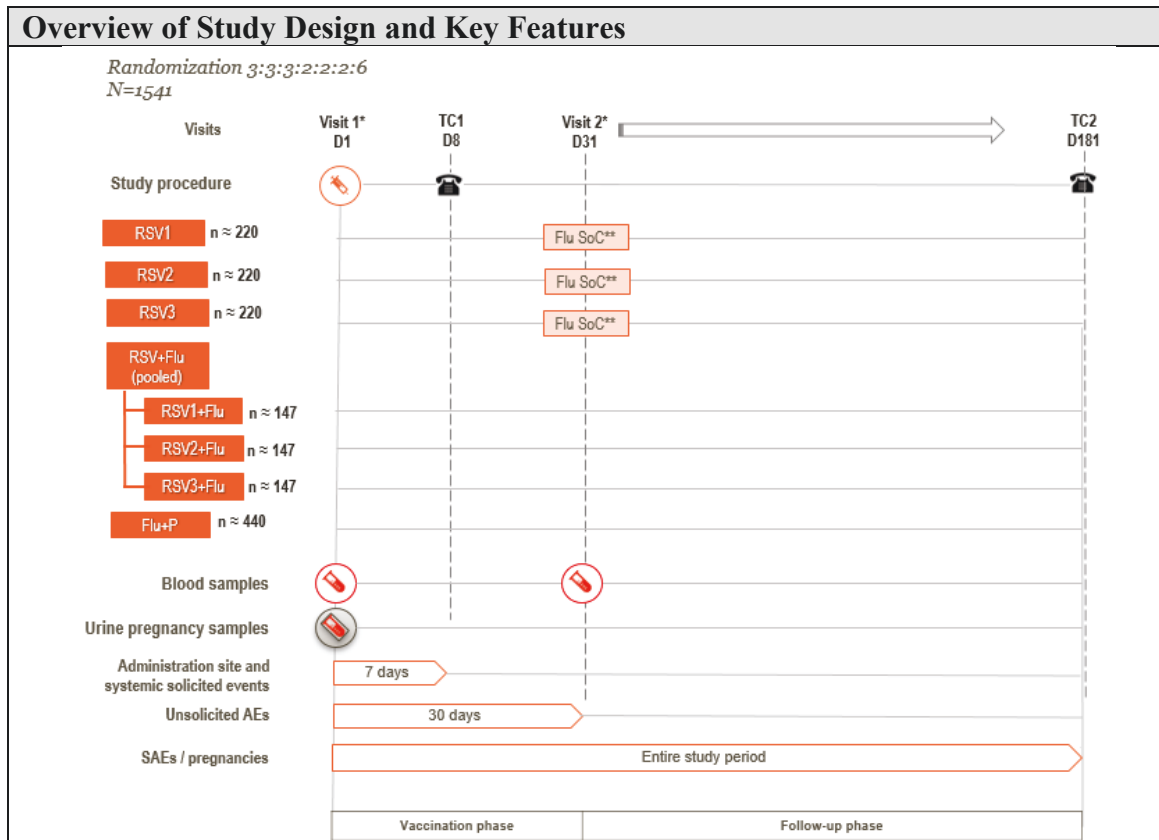 Overview of Study Design and Key Features
Randomization 3:3:3:2:2:2:6
N=1541
Visits
Visit 1*
D1
TC1
D8
Visit 2*
D31
TC2
D181
Study procedure
RSV1 n ≈ 220 Flu SoC**
RSV2 n ≈ 220 Flu SoC**
RSV3 n ≈ 220 Flu SoC**
RSV+Flu
(pooled)
RSV1+Flu n ≈ 147
RSV2+Flu n ≈ 147
RSV3+Flu n ≈ 147
Flu+P n ≈ 440
Blood samples
Urine pregnancy samples
Administration site and
systemic solicited events
7 days
Unsolicited AEs 30 days
SAEs / pregnancies Entire study period
Vaccination phase Follow-up phase